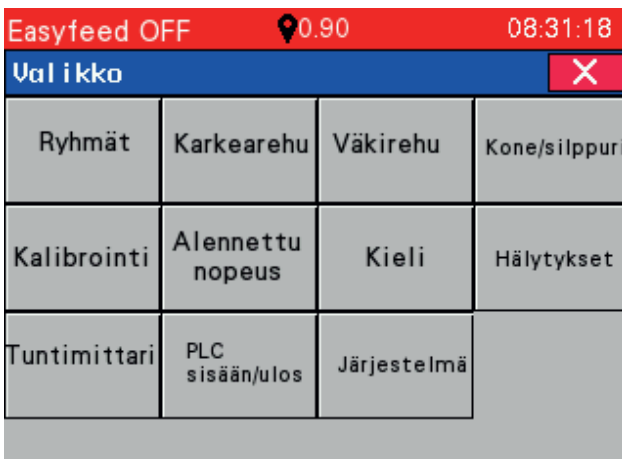 Easyfeed OFF 0.90 08:31:18
Valikko X
Ryhmät Karkearehu Väkirehu Kone/silppuri
Kalibrointi Alennettu nopeus Kieli Hälytykset
Tuntimittari PLC sisään/ulos Järjestelmä